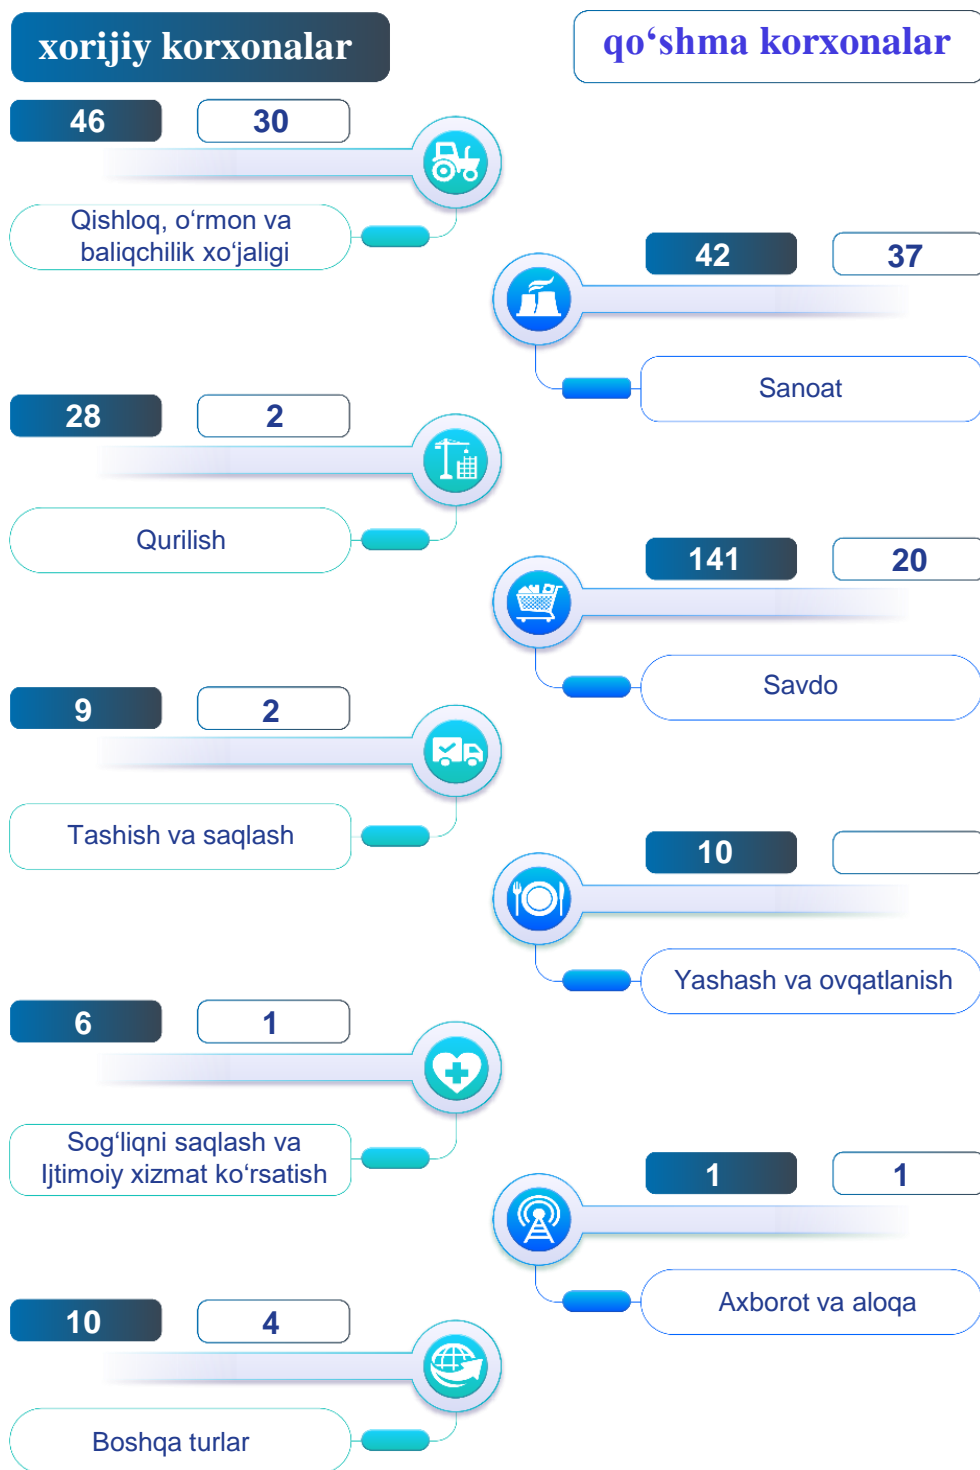 xorijiy korxonalar
qo‘shma korxonalar
46
30
Qishloq, o‘rmon va
baliqchilik xo‘jaligi
42
37
Sanoat
28
2
Qurilish
141
20
Savdo
9
2
Tashish va saqlash
10
Yashash va ovqatlanish
6
1
Sog‘liqni saqlash va
Ijtimoiy xizmat ko‘rsatish
1
1
Axborot va aloqa
10
4
Boshqa turlar